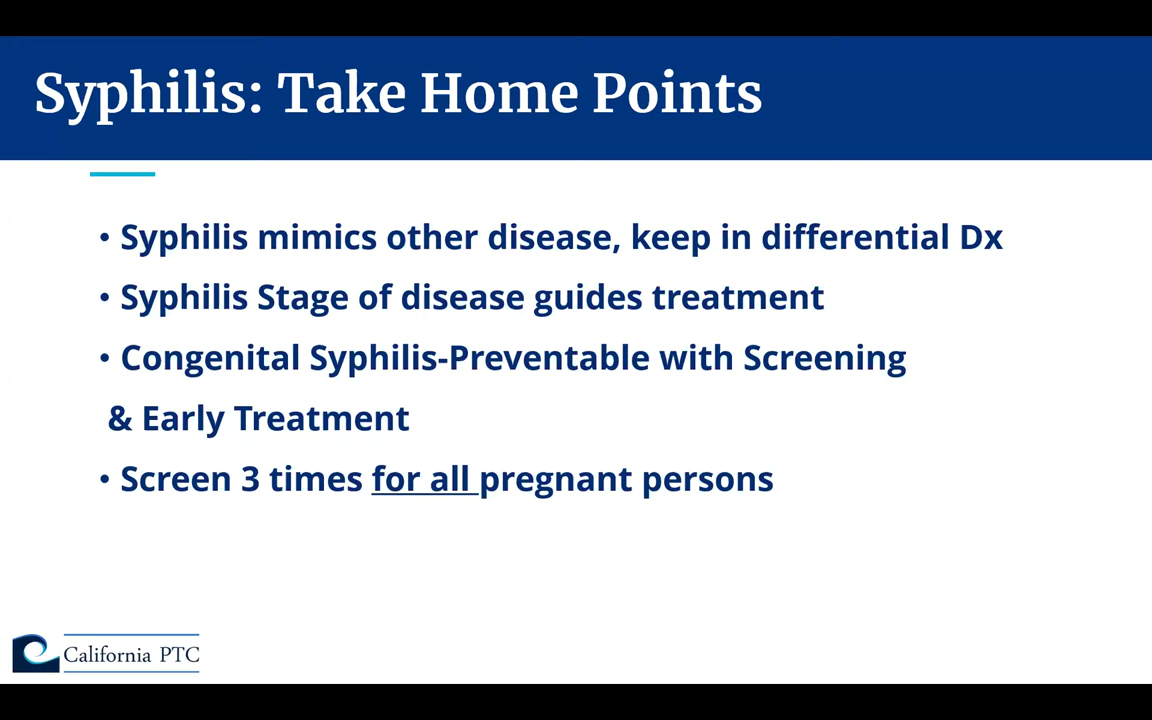 Syphilis: Take Home Points
• Syphilis mimics other disease, keep in differential Dx
• Syphilis Stage of disease guides treatment
• Congenital Syphilis-Preventable with Screening
& Early Treatment
• Screen 3 times for all pregnant persons
California PTC